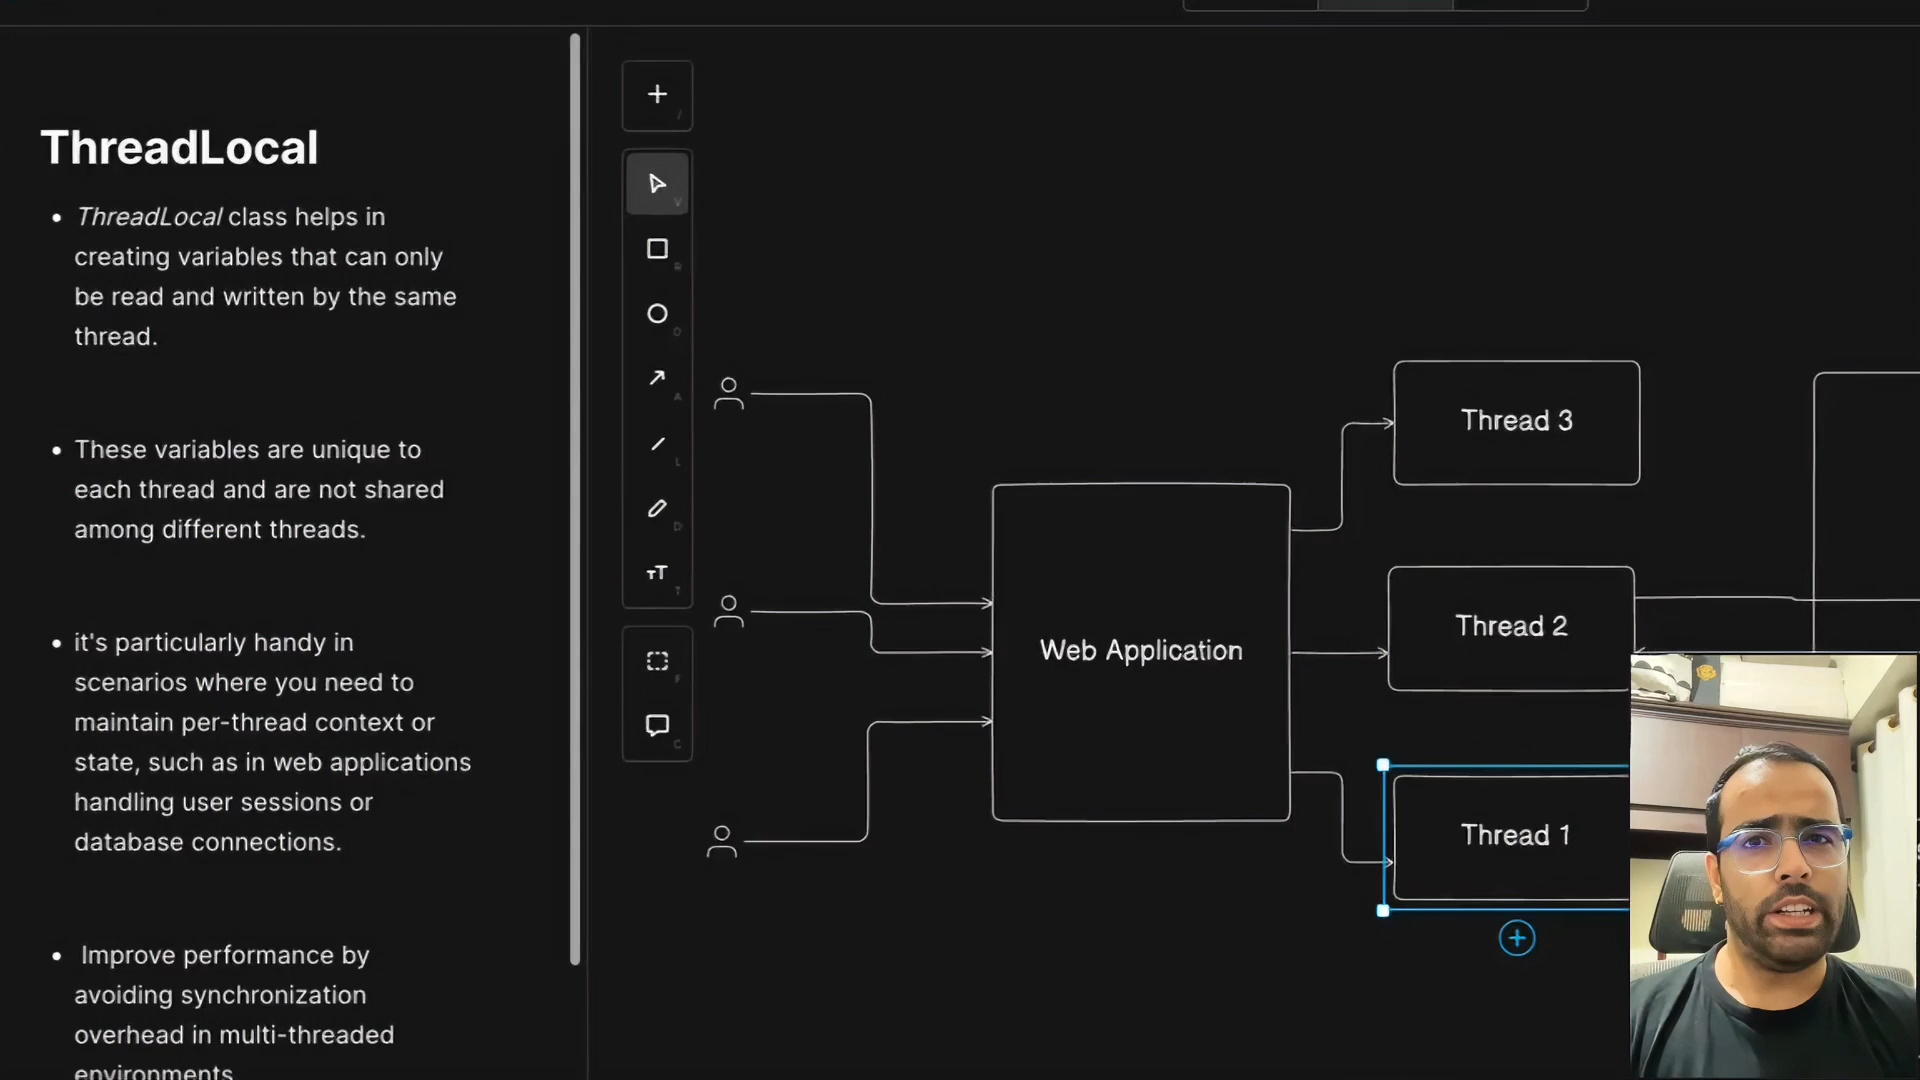 ThreadLocal
• ThreadLocal class helps in
creating variables that can only
be read and written by the same
thread.
• These variables are unique to
each thread and are not shared
among different threads.
• it's particularly handy in
scenarios where you need to
maintain per-thread context or
state, such as in web applications
handling user sessions or
database connections.
• Improve performance by
avoiding synchronization
overhead in multi-threaded
environments
/
V
R
O
A
L
D
TT
T
F
C
Web Application
Thread 3
Thread 2
Thread 1